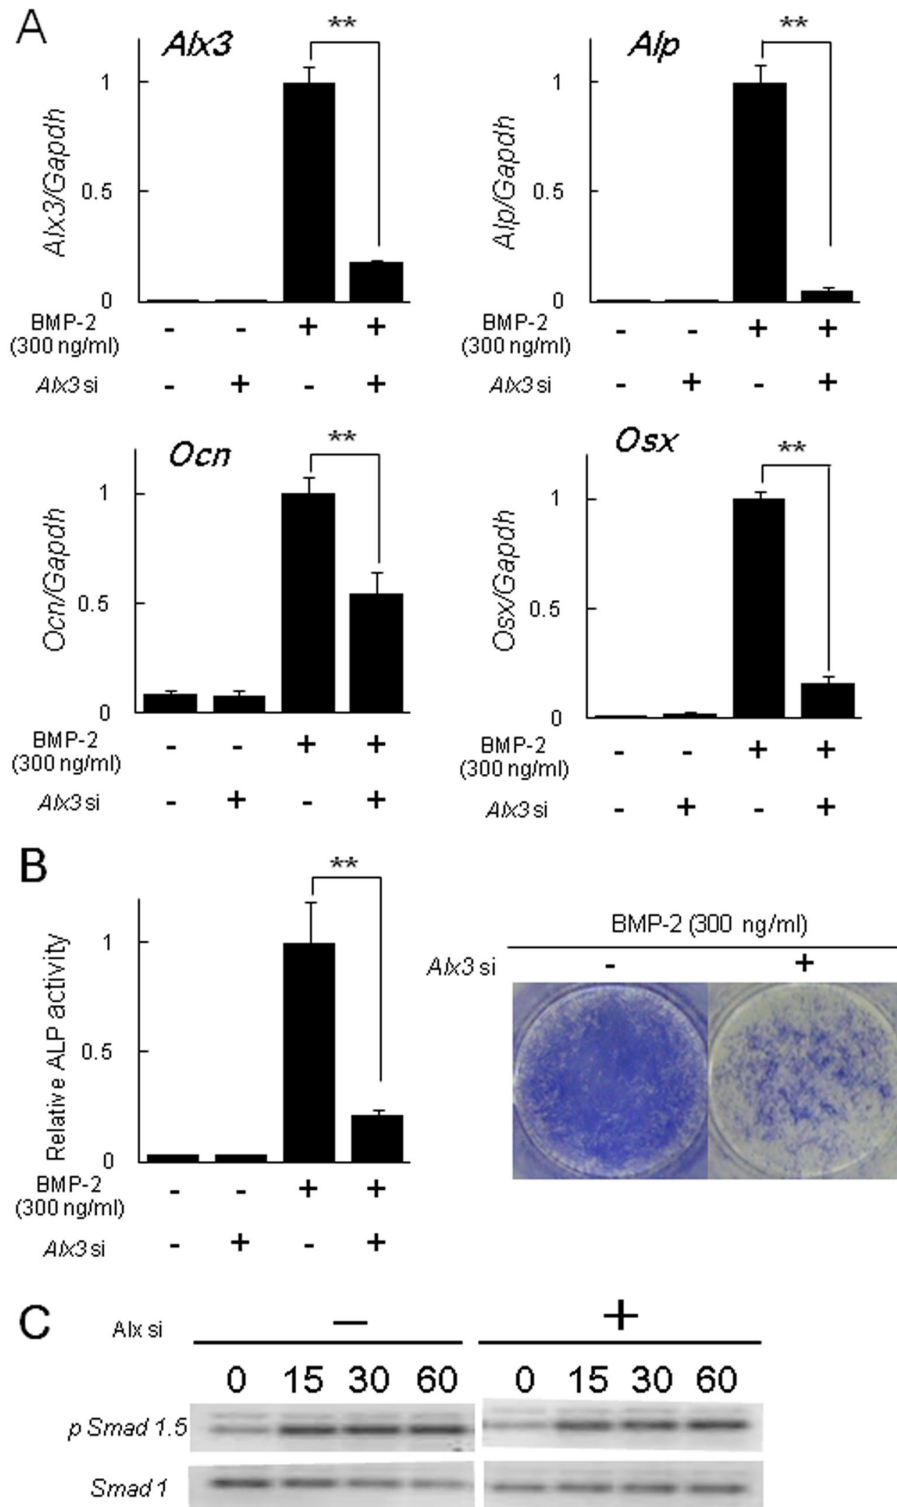 A
Alx3
**
Alx3/Gapdh
1
0.5
0
BMP-2
(300 ng/ml)
- - + +
Alx3 si
- + - +
Alp
**
Alp/Gapdh
1
0.5
0
BMP-2
(300 ng/ml)
- - + +
Alx3 si
- + - +
Ocn
**
Ocn/Gapdh
1
0.5
0
BMP-2
(300 ng/ml)
- - + +
Alx3 si
- + - +
Osx
**
Osx/Gapdh
1
0.5
0
BMP-2
(300 ng/ml)
- - + +
Alx3 si
- + - +
B
**
Relative ALP activity
1
0.5
0
BMP-2
(300 ng/ml)
- - + +
Alx3 si
- + - +
BMP-2 (300 ng/ml)
Alx3 si - +
C
Alx si — +
0 15 30 60 0 15 30 60
p Smad 1.5
Smad 1